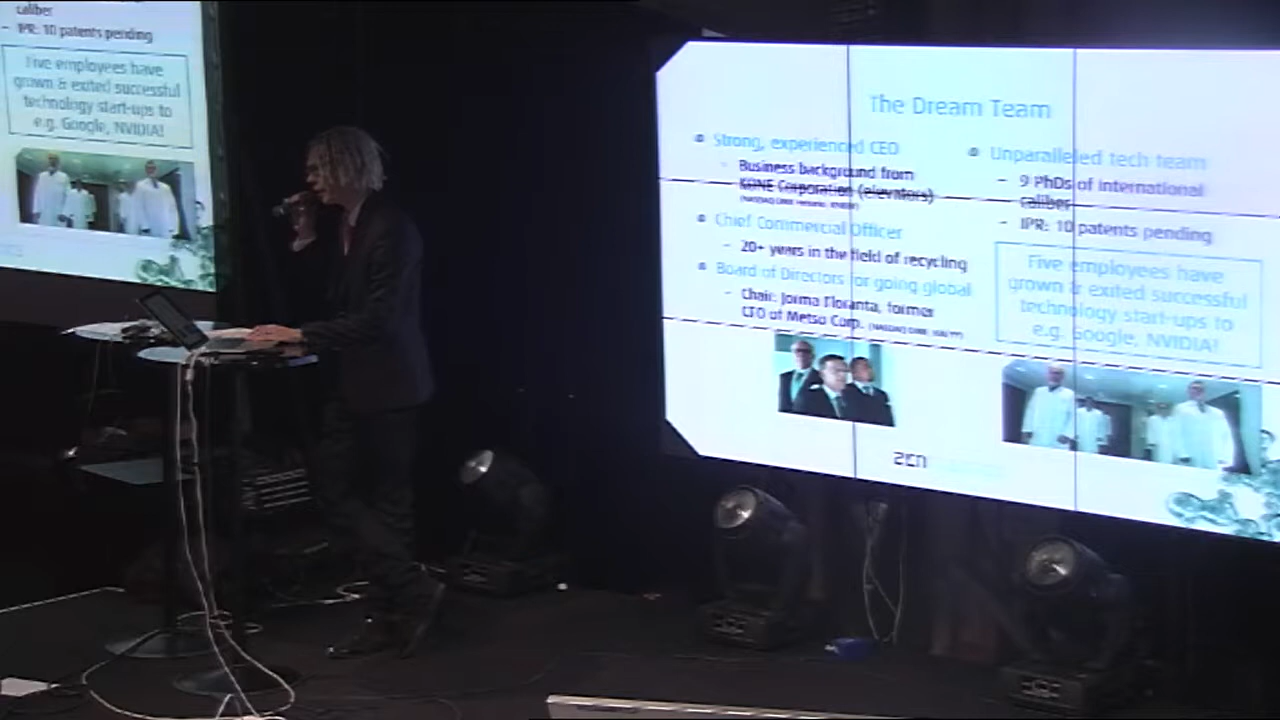 caliber
– IPR: 10 patents pending
Five employees have
grown & exited successful
technology start-ups to
e.g. Google, NVIDIA!
The Dream Team
Strong, experienced CEO
Business background from
KONE Corporation (elevators)
Chief Commercial Officer
– 20+ years in the field of recycling
Board of Directors for going global
– Chair: Jorma Eloranta, former
CEO of Metso Corp.
Unparalleled tech team
– 9 PhDs of international
caliber
– IPR: 10 patents pending
Five employees have
grown & exited successful
technology start-ups to
e.g. Google, NVIDIA!
zen